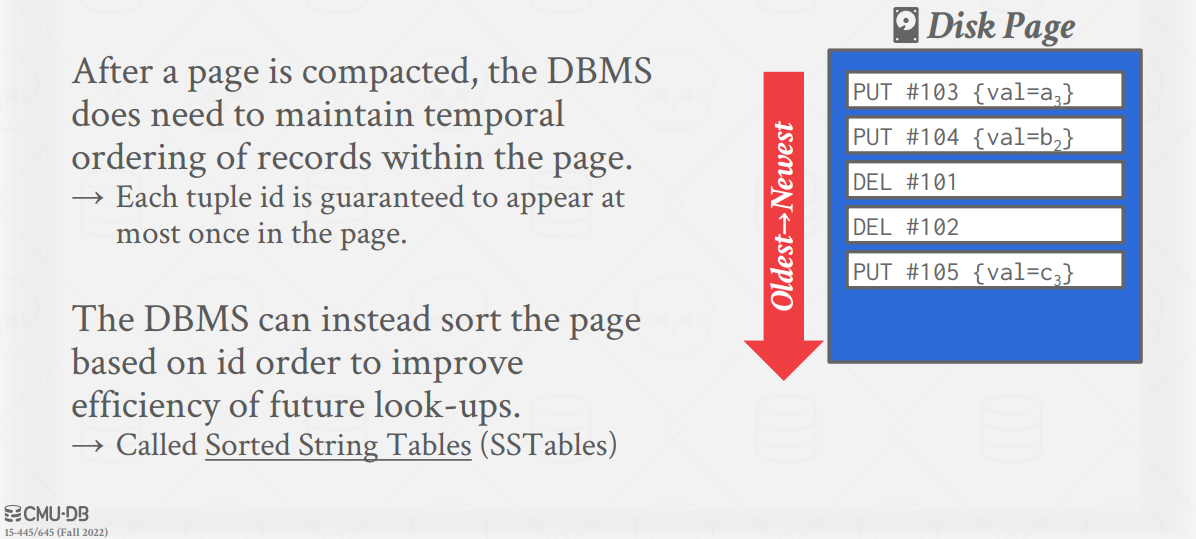 Disk Page
After a page is compacted, the DBMS
does need to maintain temporal
ordering of records within the page.
→ Each tuple id is guaranteed to appear at
most once in the page.
The DBMS can instead sort the page
based on id order to improve
efficiency of future look-ups.
→ Called Sorted String Tables (SSTables)
Oldest→Newest
PUT #103 {val=a₃}
PUT #104 {val=b₂}
DEL #101
DEL #102
PUT #105 {val=c₃}
CMU·DB
15-445/645 (Fall 2022)